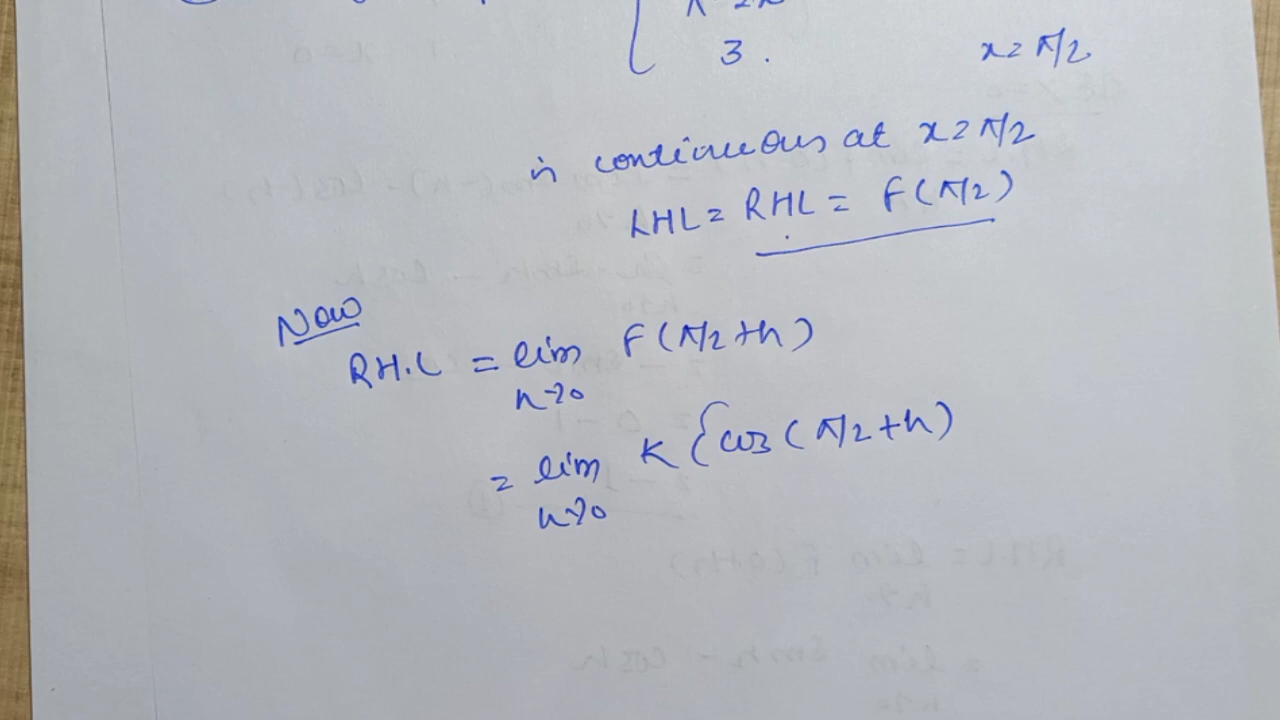 3. x = π/2
is continuous at x = π/2
LHL = RHL = F(π/2)
Now
RH.L = lim F(π/2+h)
h→0
= lim K {cos(π/2+h)
h→0